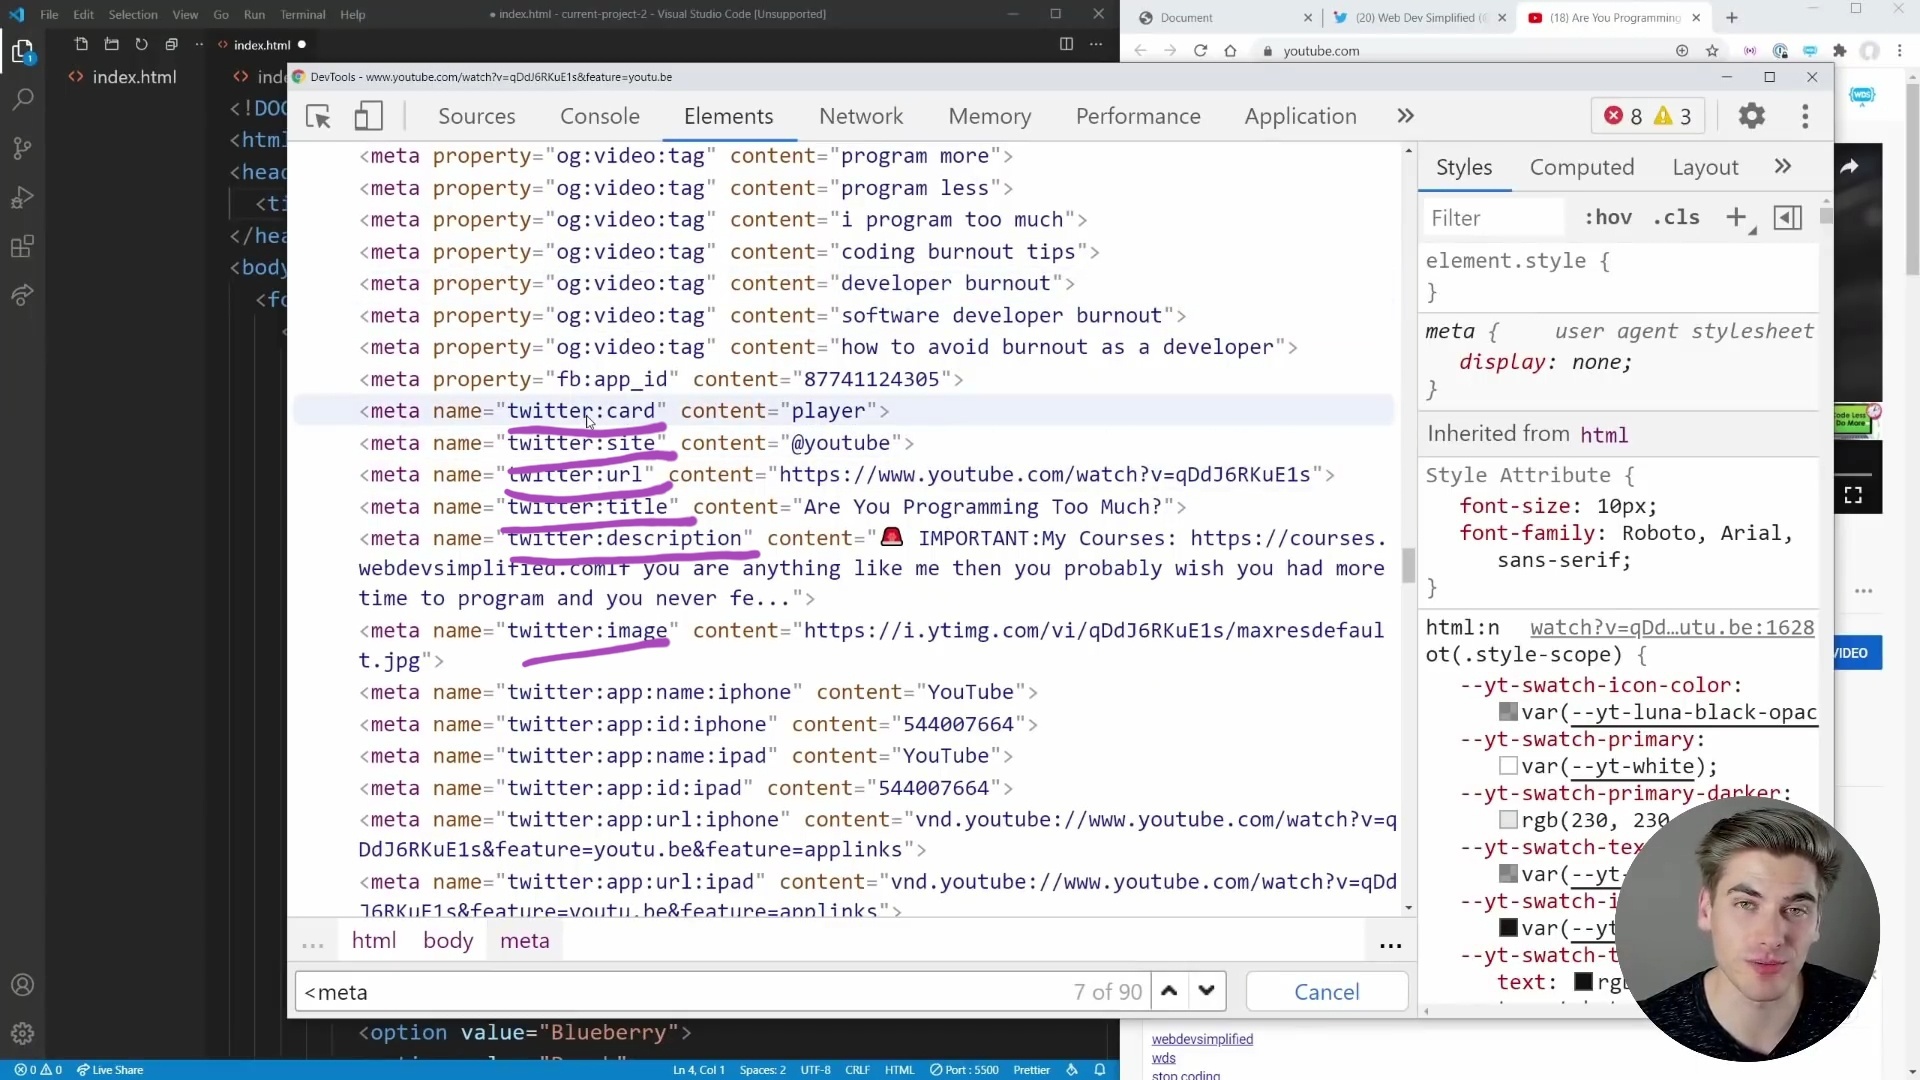 File Edit Selection View Go Run Terminal Help
● index.html - current-project-2 - Visual Studio Code [Unsupported]
Document
(20) Web Dev Simplified (@
(18) Are You Programming
youtube.com
index.html
index.html ●
DevTools - www.youtube.com/watch?v=qDdJ6RKuE1s&feature=youtu.be
Sources Console Elements Network Memory Performance Application
8 3
<!DOC
<html
<head
<ti
</hea
<body
<fo
<meta property="og:video:tag" content="program more">
<meta property="og:video:tag" content="program less">
<meta property="og:video:tag" content="i program too much">
<meta property="og:video:tag" content="coding burnout tips">
<meta property="og:video:tag" content="developer burnout">
<meta property="og:video:tag" content="software developer burnout">
<meta property="og:video:tag" content="how to avoid burnout as a developer">
<meta property="fb:app_id" content="87741124305">
<meta name="twitter:card" content="player">
<meta name="twitter:site" content="@youtube">
<meta name="twitter:url" content="https://www.youtube.com/watch?v=qDdJ6RKuE1s">
<meta name="twitter:title" content="Are You Programming Too Much?">
<meta name="twitter:description" content="🚨 IMPORTANT:My Courses: https://courses.
webdevsimplified.comIf you are anything like me then you probably wish you had more
time to program and you never fe...">
<meta name="twitter:image" content="https://i.ytimg.com/vi/qDdJ6RKuE1s/maxresdefaul
t.jpg">
<meta name="twitter:app:name:iphone" content="YouTube">
<meta name="twitter:app:id:iphone" content="544007664">
<meta name="twitter:app:name:ipad" content="YouTube">
<meta name="twitter:app:id:ipad" content="544007664">
<meta name="twitter:app:url:iphone" content="vnd.youtube://www.youtube.com/watch?v=q
DdJ6RKuE1s&feature=youtu.be&feature=applinks">
<meta name="twitter:app:url:ipad" content="vnd.youtube://www.youtube.com/watch?v=qDd
J6RKuE1s&feature=youtu.be&feature=applinks">
... html body meta ...
<meta 7 of 90 Cancel
Styles Computed Layout
Filter :hov .cls +
element.style {
}
meta { user agent stylesheet
display: none;
}
Inherited from html
Style Attribute {
font-size: 10px;
font-family: Roboto, Arial,
sans-serif;
}
html:n watch?v=qDd…utu.be:1628
ot(.style-scope) {
--yt-swatch-icon-color:
var(--yt-luna-black-opac
--yt-swatch-primary:
var(--yt-white);
--yt-swatch-primary-darker:
rgb(230, 230
--yt-swatch-tex
var(--yt-
--yt-swatch-i
var(--yt
--yt-swatch-t
text: rg
WDS
Code Less
Do More
VIDEO
<option value="Blueberry">
webdevsimplified
wds
stop coding
0 0 Live Share
Ln 4, Col 1 Spaces: 2 UTF-8 CRLF HTML Port : 5500 Prettier